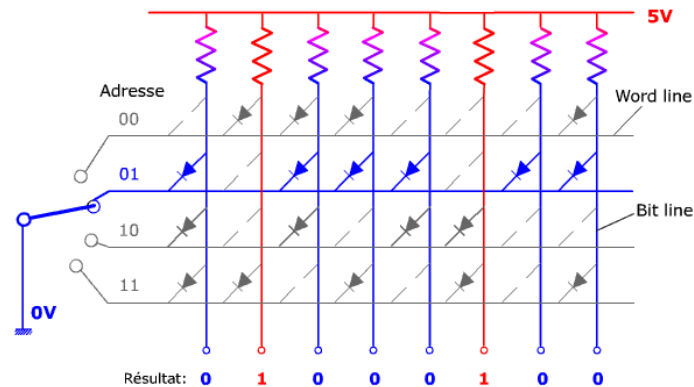 5V
Adresse
Word line
00
01
10
Bit line
11
0V
Résultat: 0 1 0 0 0 1 0 0